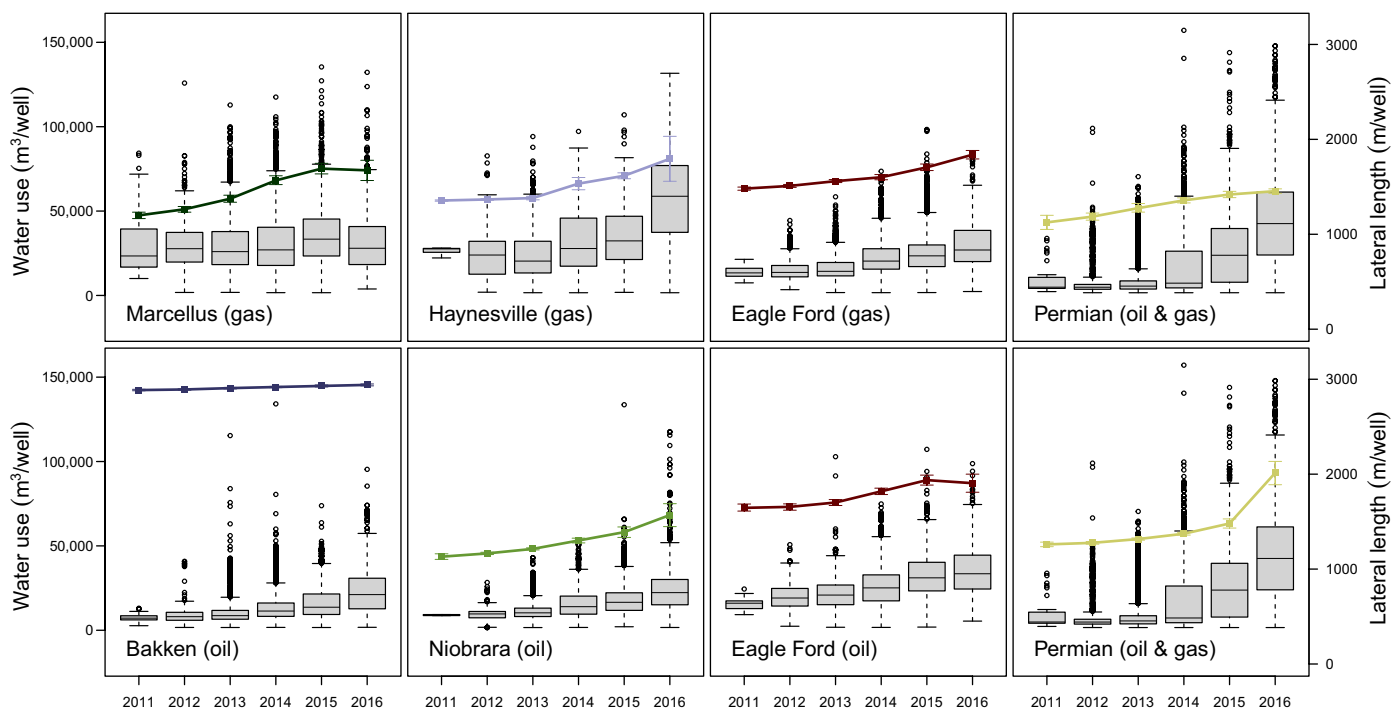 Water use (m³/well)
150,000
100,000
50,000
0
Marcellus (gas)
Haynesville (gas)
Eagle Ford (gas)
Permian (oil & gas)
3000
2000
1000
0
Lateral length (m/well)
Water use (m³/well)
150,000
100,000
50,000
0
Bakken (oil)
Niobrara (oil)
Eagle Ford (oil)
Permian (oil & gas)
3000
2000
1000
0
Lateral length (m/well)
2011 2012 2013 2014 2015 2016
2011 2012 2013 2014 2015 2016
2011 2012 2013 2014 2015 2016
2011 2012 2013 2014 2015 2016